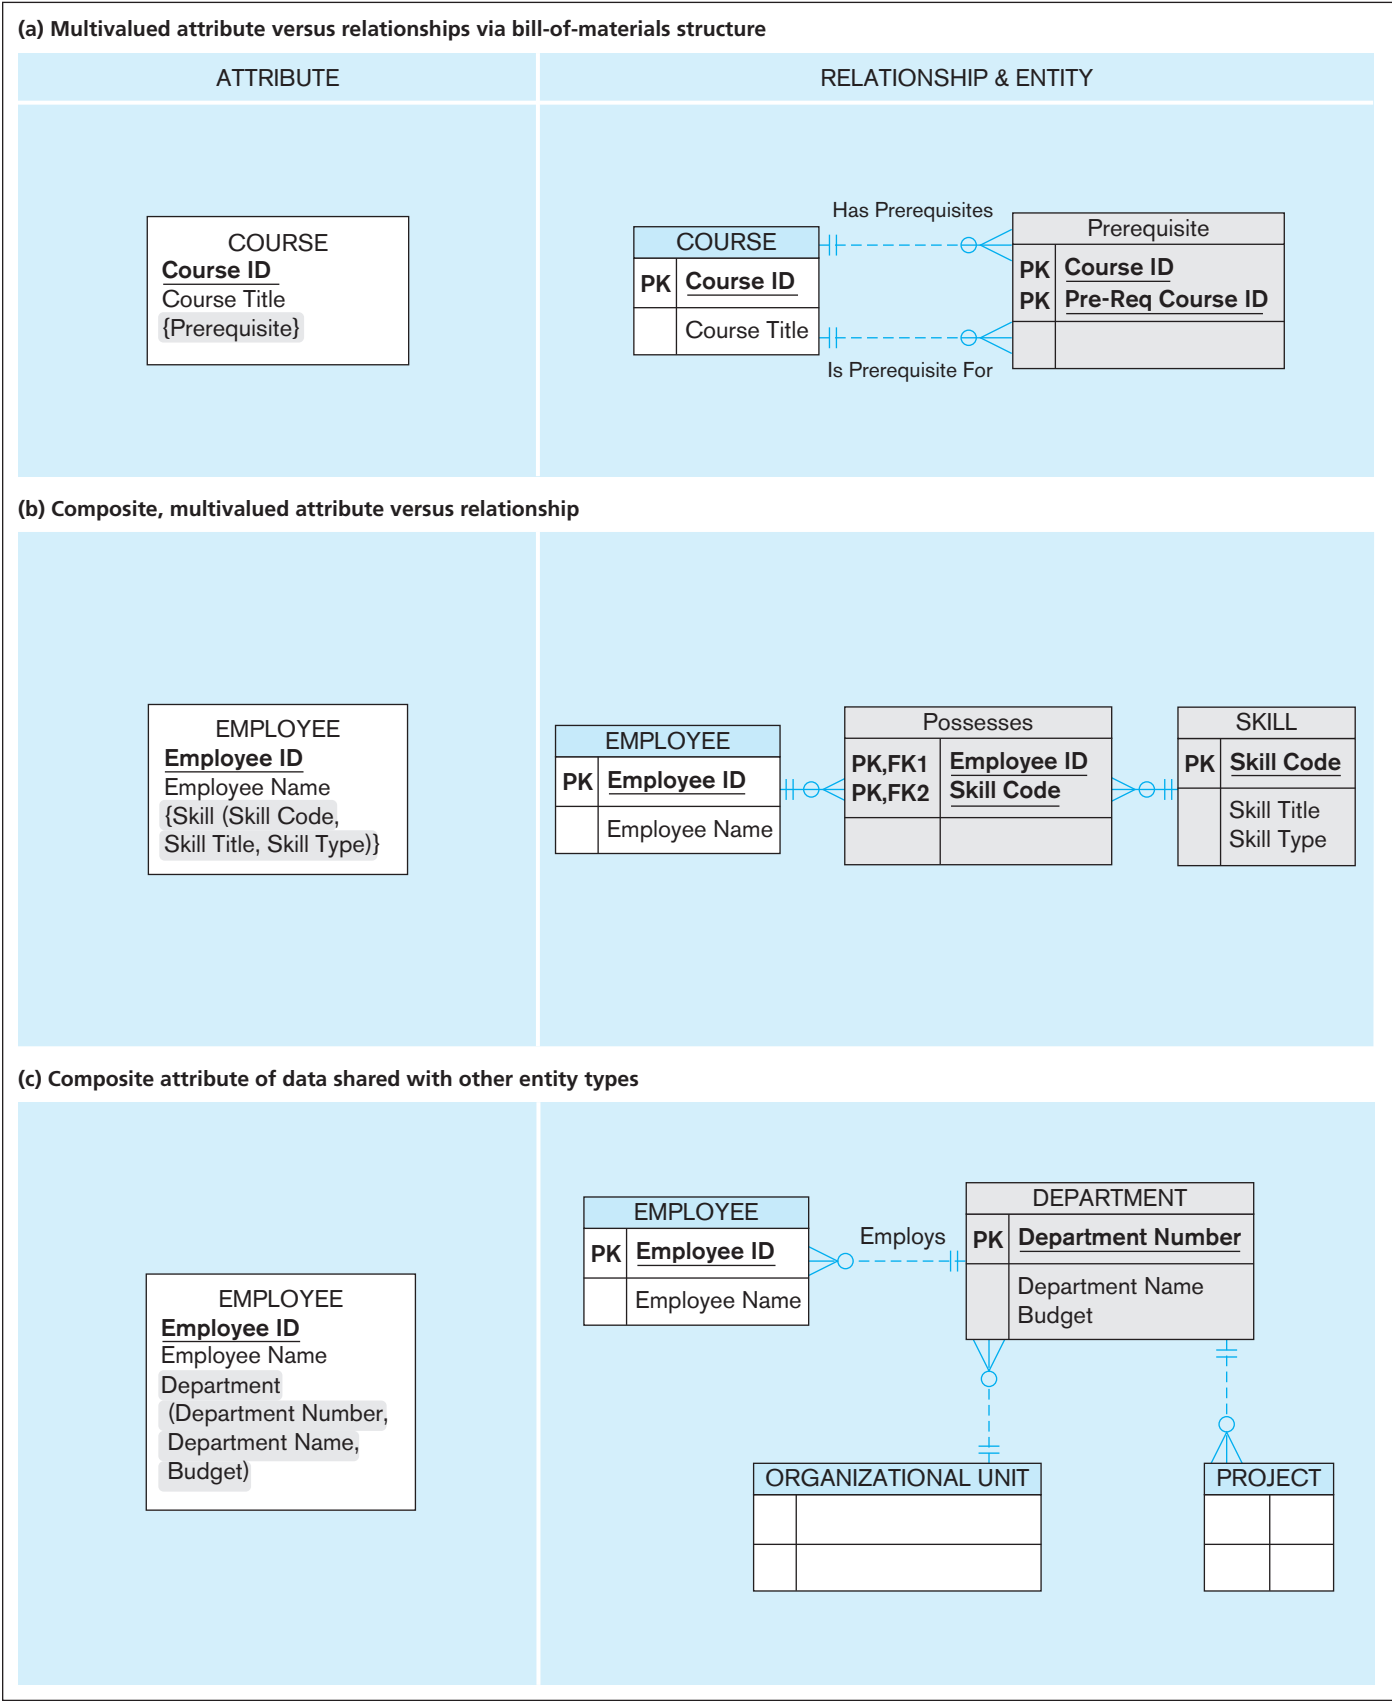 (a) Multivalued attribute versus relationships via bill-of-materials structure
ATTRIBUTE
RELATIONSHIP & ENTITY
COURSE
Course ID
Course Title
{Prerequisite}
COURSE
PK Course ID
Course Title
Has Prerequisites
Is Prerequisite For
Prerequisite
PK Course ID
PK Pre-Req Course ID
(b) Composite, multivalued attribute versus relationship
EMPLOYEE
Employee ID
Employee Name
{Skill (Skill Code,
Skill Title, Skill Type)}
EMPLOYEE
PK Employee ID
Employee Name
Possesses
PK,FK1 Employee ID
PK,FK2 Skill Code
SKILL
PK Skill Code
Skill Title
Skill Type
(c) Composite attribute of data shared with other entity types
EMPLOYEE
Employee ID
Employee Name
Department
(Department Number,
Department Name,
Budget)
EMPLOYEE
PK Employee ID
Employee Name
Employs
DEPARTMENT
PK Department Number
Department Name
Budget
ORGANIZATIONAL UNIT
PROJECT